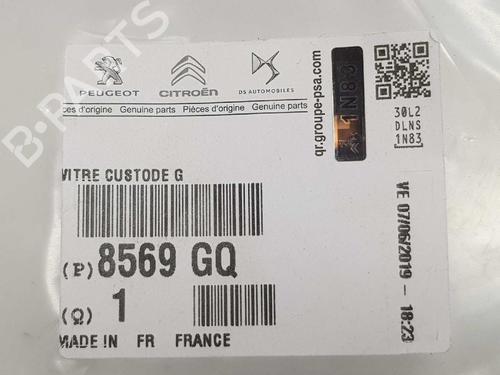 PEUGEOT CITROËN DS AUTOMOBILES
Pièces d'origine Genuine parts Pièces d'origine Genuine parts
qr.groupe-psa.com
1N83
30L2
DLNS
1N83
VITRE CUSTODE G
(P) 8569 GQ
(Q) 1
MADE IN FR FRANCE
VE 07/06/2019 - 18:23
B-PARTS